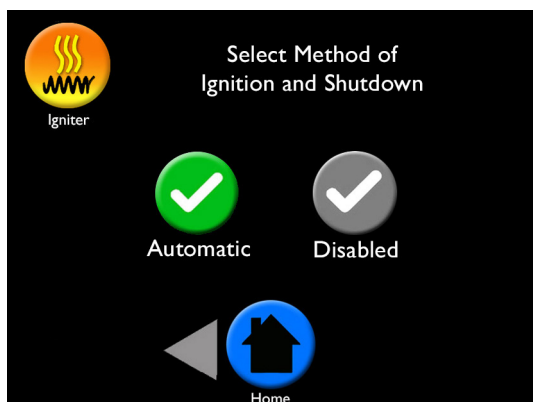 Select Method of
Ignition and Shutdown
Igniter
Automatic
Disabled
Home